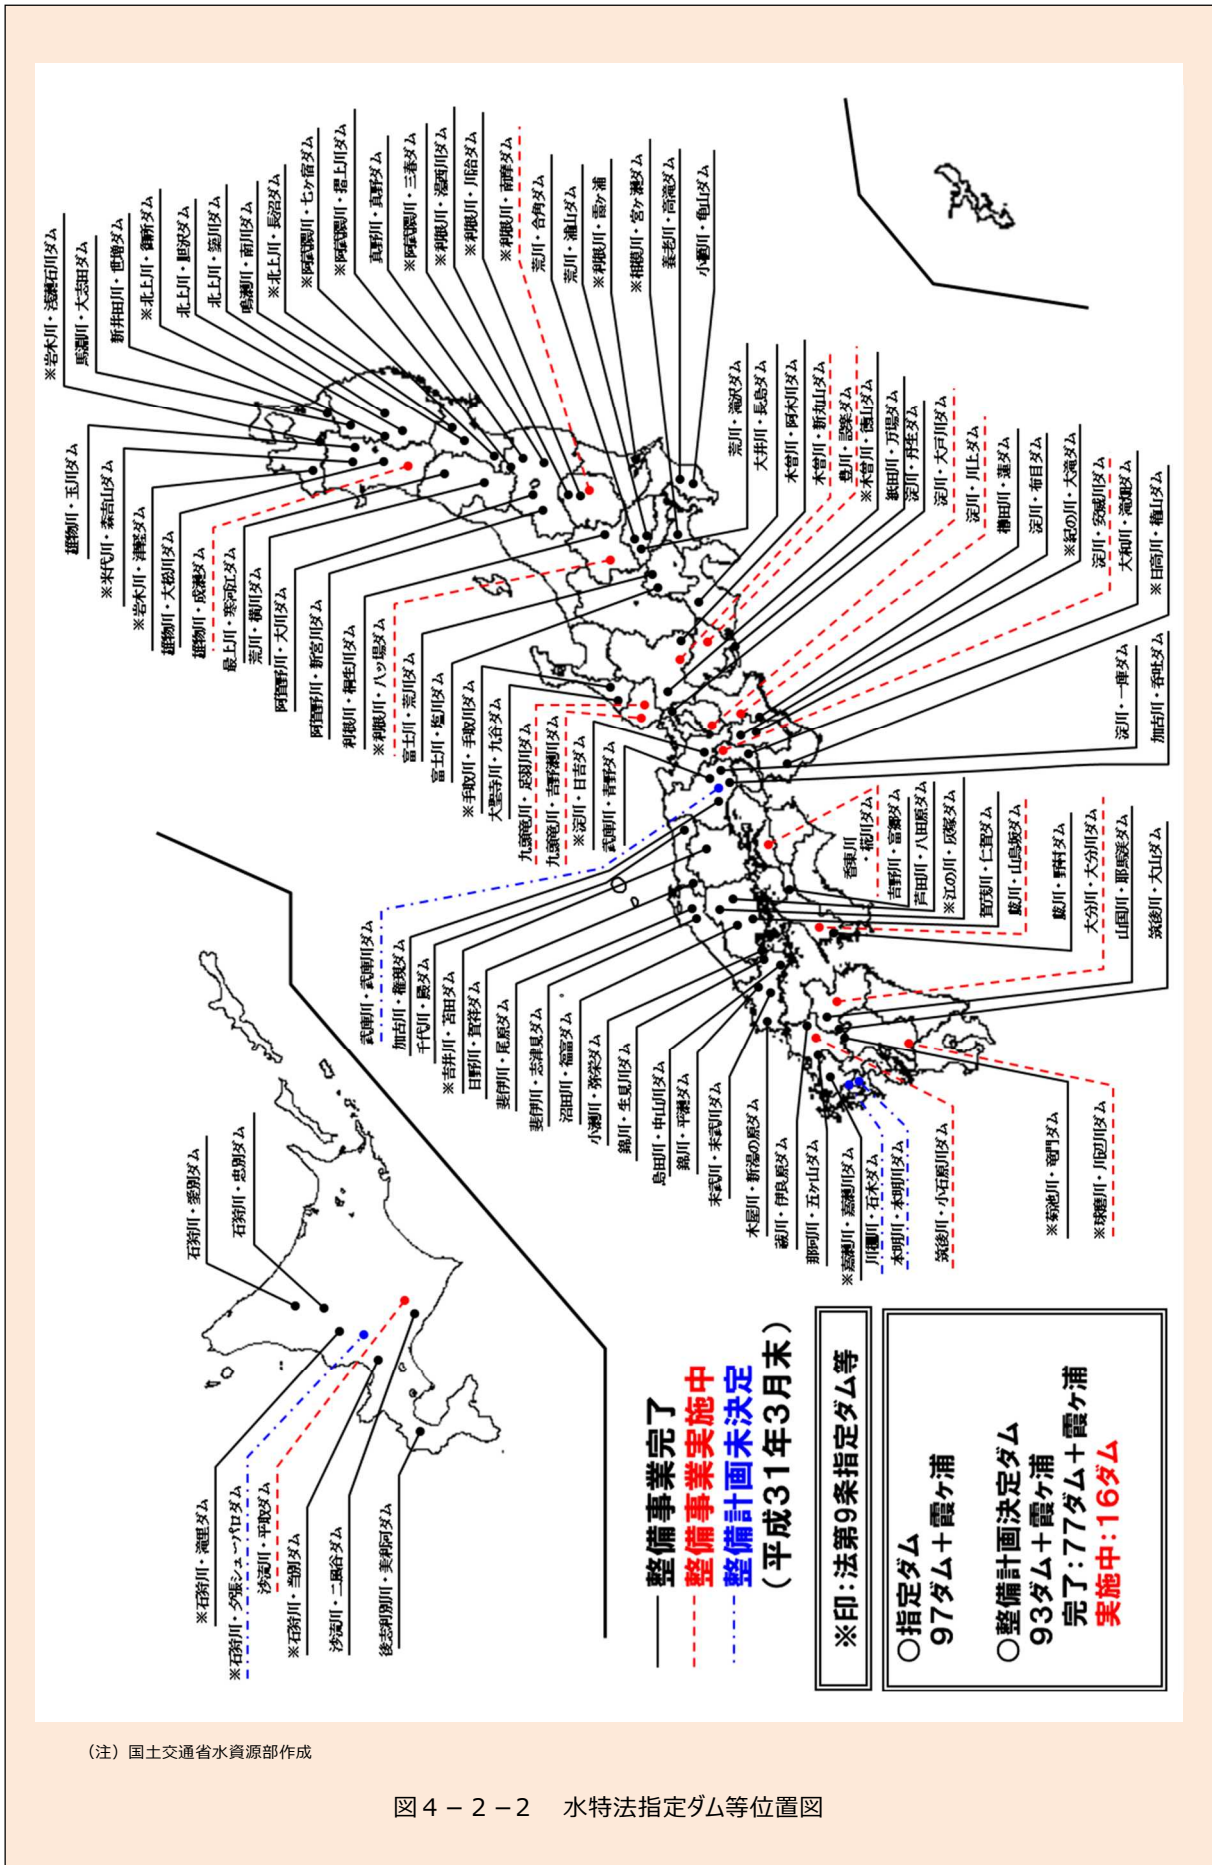 ※岩木川・浅瀬石川ダム
馬淵川・大志田ダム
新井田川・世増ダム
※北上川・御所ダム
北上川・胆沢ダム
北上川・簗川ダム
鳴瀬川・南川ダム
※北上川・長沼ダム
※阿武隈川・七ヶ宿ダム
※阿武隈川・摺上川ダム
真野川・真野ダム
※阿武隈川・三春ダム
※利根川・湯西川ダム
※利根川・川治ダム
※利根川・南摩ダム
荒川・合角ダム
荒川・浦山ダム
※利根川・霞ヶ浦
※相模川・宮ヶ瀬ダム
養老川・高滝ダム
小櫃川・亀山ダム
雄物川・玉川ダム
※米代川・森吉山ダム
※岩木川・津軽ダム
雄物川・大松川ダム
雄物川・成瀬ダム
最上川・寒河江ダム
荒川・横川ダム
阿賀野川・大川ダム
阿賀野川・新宮川ダム
利根川・桐生川ダム
※利根川・八ッ場ダム
富士川・荒川ダム
富士川・塩川ダム
※手取川・手取川ダム
大聖寺川・九谷ダム
九頭竜川・足羽川ダム
九頭竜川・吉野瀬川ダム
※淀川・日吉ダム
武庫川・青野ダム
荒川・滝沢ダム
大井川・長島ダム
木曽川・阿木川ダム
木曽川・新丸山ダム
豊川・設楽ダム
※木曽川・徳山ダム
紙田川・万場ダム
淀川・丹生ダム
淀川・大戸川ダム
淀川・川上ダム
櫛田川・蓮ダム
淀川・布目ダム
※紀の川・大滝ダム
淀川・安威川ダム
大和川・滝畑ダム
※日高川・椿山ダム
淀川・一庫ダム
加古川・呑吐ダム
香東川
・椛川ダム
吉野川・富郷ダム
芦田川・八田原ダム
※江の川・灰塚ダム
賀茂川・仁賀ダム
肱川・山鳥坂ダム
肱川・野村ダム
大分川・大分川ダム
山国川・耶馬渓ダム
筑後川・大山ダム
武庫川・武庫川ダム
加古川・権現ダム
千代川・殿ダム
※吉井川・苫田ダム
日野川・賀祥ダム
斐伊川・尾原ダム
斐伊川・志津見ダム
沼田川・福富ダム
小瀬川・弥栄ダム
錦川・生見川ダム
島田川・中山川ダム
錦川・平瀬ダム
末武川・末武川ダム
木屋川・新湯の原ダム
祓川・伊良原ダム
那珂川・五ヶ山ダム
※嘉瀬川・嘉瀬川ダム
川棚川・石木ダム
本明川・本明川ダム
筑後川・小石原川ダム
※菊池川・竜門ダム
※球磨川・川辺川ダム
石狩川・愛別ダム
石狩川・忠別ダム
※石狩川・滝里ダム
※石狩川・夕張シューパロダム
沙流川・平取ダム
※石狩川・当別ダム
沙流川・二風谷ダム
後志利別川・美利河ダム
整備事業完了
整備事業実施中
整備計画未決定
(平成31年3月末)
※印:法第9条指定ダム等
○指定ダム
97ダム＋霞ヶ浦
○整備計画決定ダム
93ダム＋霞ヶ浦
完了:77ダム＋霞ヶ浦
実施中:16ダム
（注）国土交通省水資源部作成
図４－２－２　水特法指定ダム等位置図